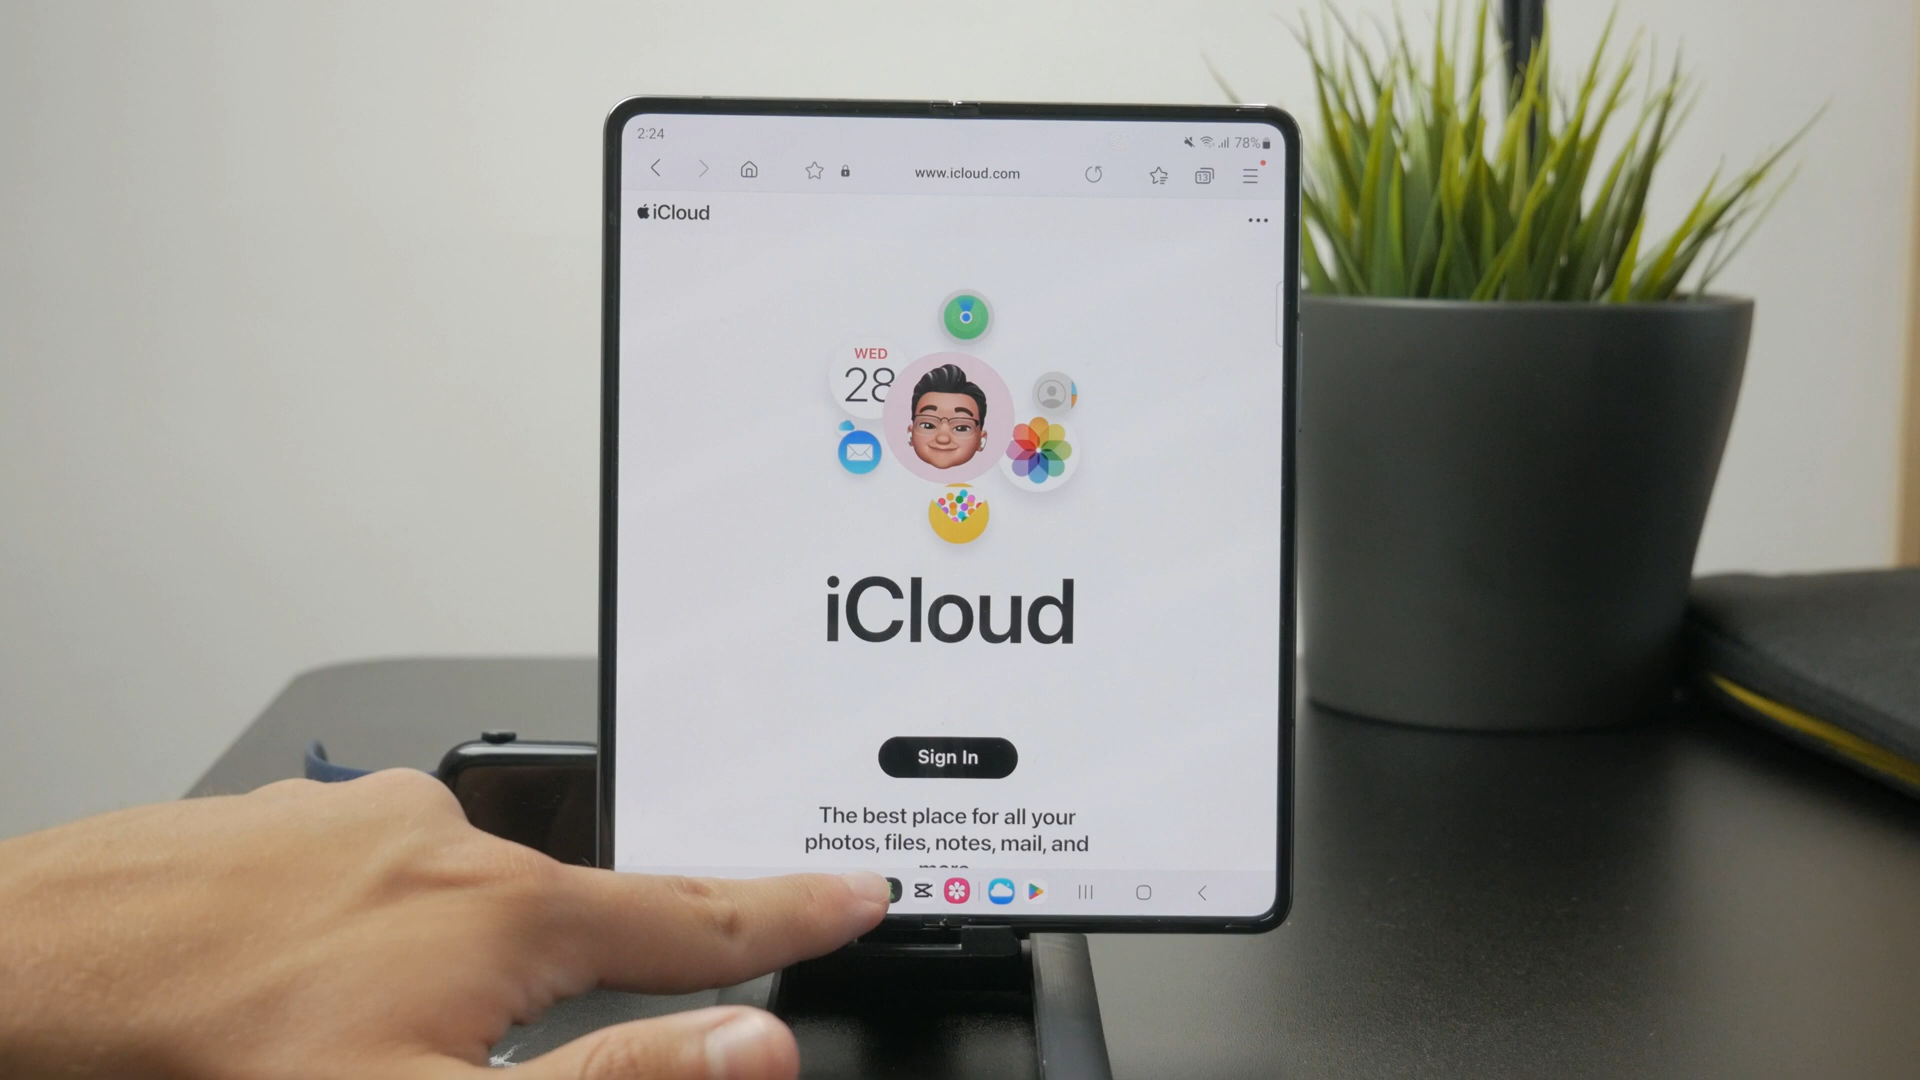 2:24
78%
www.icloud.com
13
iCloud
WED
28
iCloud
Sign In
The best place for all your
photos, files, notes, mail, and